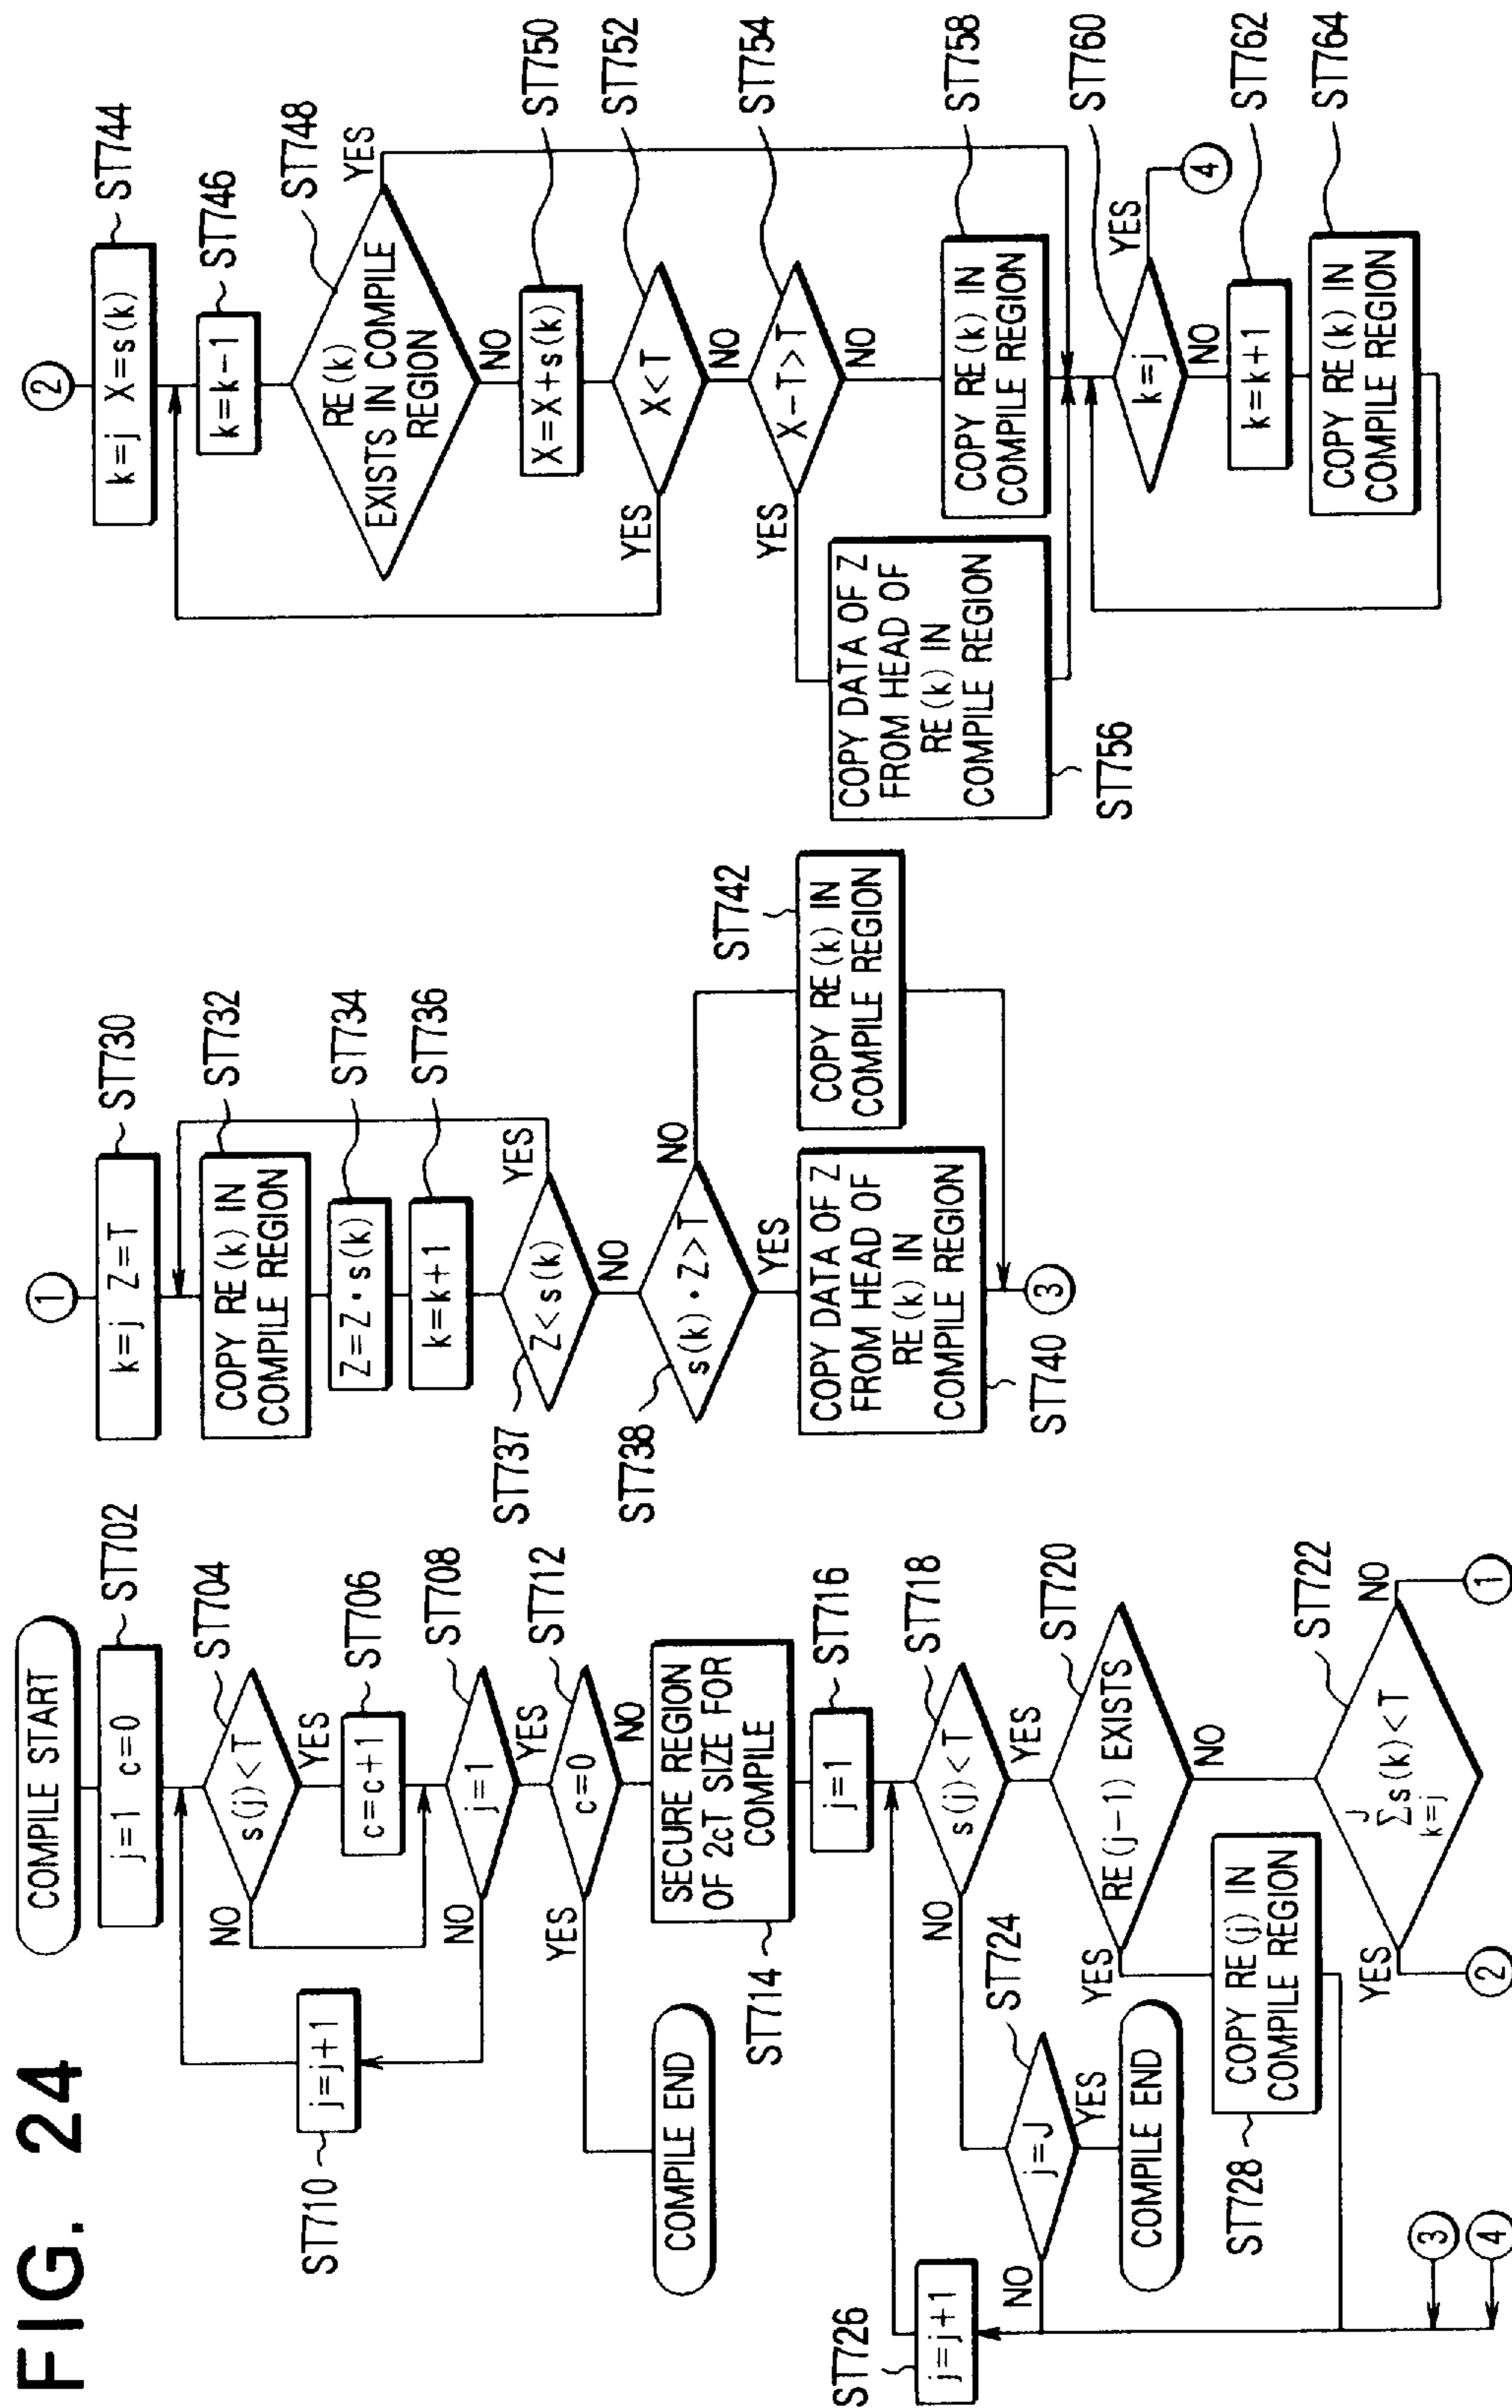 FIG. 24
COMPILE START
j=1 c=0
ST702
s(j)<T
ST704
NO
YES
c=c+1
ST706
j=1
ST708
NO
YES
j=j+1
ST710
c=0
ST712
YES
NO
COMPILE END
SECURE REGION
OF 2cT SIZE FOR
COMPILE
ST714
j=1
ST716
s(j)<T
ST718
NO
YES
RE(j-1) EXISTS
ST720
YES
NO
J
Σs(k)<T
k=j
ST722
YES
NO
2
1
j=J
ST724
NO
YES
COMPILE END
j=j+1
ST726
COPY RE(j) IN
COMPILE REGION
ST728
3
4
1
k=j Z=T
ST730
COPY RE(k) IN
COMPILE REGION
ST732
Z=Z·s(k)
ST734
k=k+1
ST736
Z<s(k)
ST737
YES
NO
s(k)·Z>T
ST738
NO
YES
COPY DATA OF Z
FROM HEAD OF
RE(k) IN
COMPILE REGION
ST740
COPY RE(k) IN
COMPILE REGION
ST742
3
2
k=j X=s(k)
ST744
k=k-1
ST746
RE(k)
EXISTS IN COMPILE
REGION
ST748
YES
NO
X=X+s(k)
ST750
X<T
ST752
YES
NO
X-T>T
ST754
YES
NO
COPY DATA OF Z
FROM HEAD OF
RE(k) IN
COMPILE REGION
ST756
COPY RE(k) IN
COMPILE REGION
ST758
k=j
ST760
YES
4
NO
k=k+1
ST762
COPY RE(k) IN
COMPILE REGION
ST764